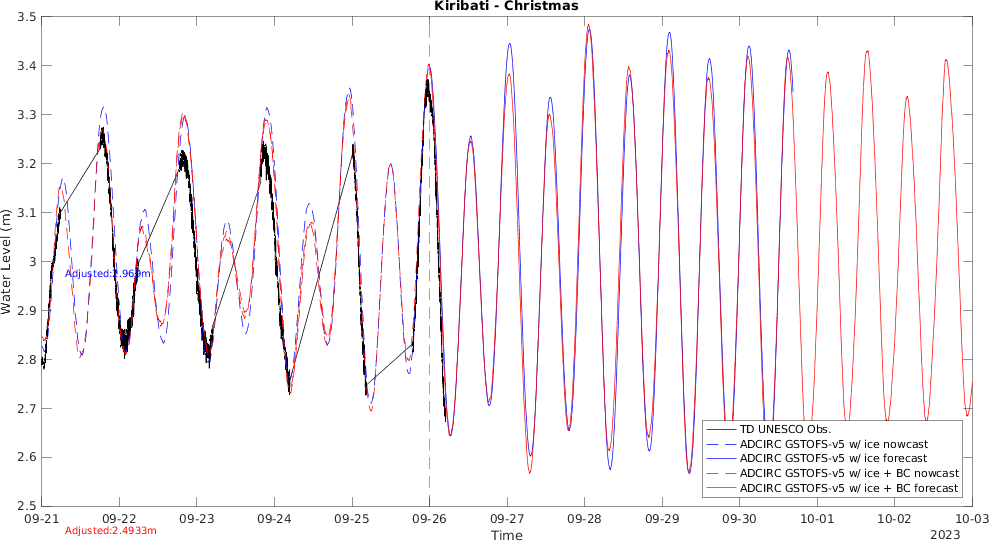 Kiribati - Christmas
Water Level (m)
3.5
3.4
3.3
3.2
3.1
3
2.9
2.8
2.7
2.6
2.5
Adjusted:2.969m
TD UNESCO Obs.
ADCIRC GSTOFS-v5 w/ ice nowcast
ADCIRC GSTOFS-v5 w/ ice forecast
ADCIRC GSTOFS-v5 w/ ice + BC nowcast
ADCIRC GSTOFS-v5 w/ ice + BC forecast
09-21 09-22 09-23 09-24 09-25 09-26 09-27 09-28 09-29 09-30 10-01 10-02 10-03
Adjusted:2.4933m
Time
2023